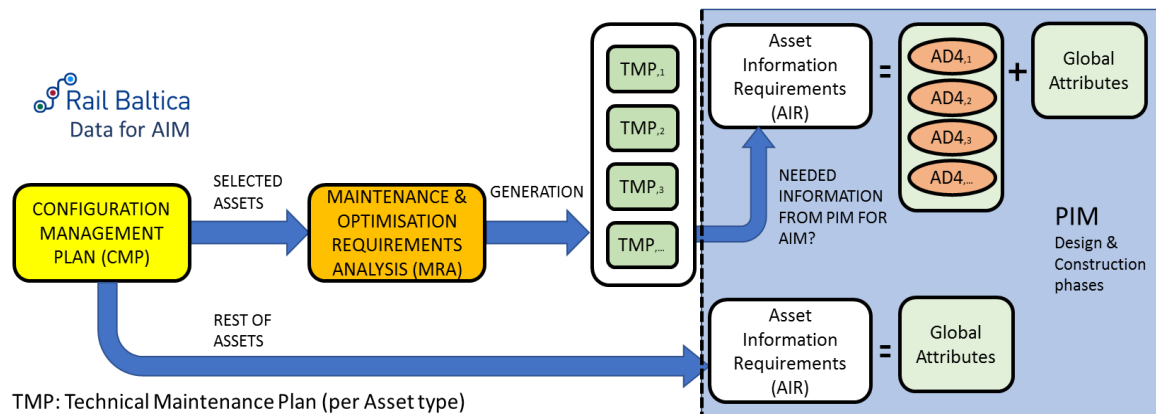 Rail Baltica
Data for AIM
CONFIGURATION
MANAGEMENT
PLAN (CMP)
SELECTED
ASSETS
MAINTENANCE &
OPTIMISATION
REQUIREMENTS
ANALYSIS (MRA)
GENERATION
TMP,1
TMP,2
TMP,3
TMP,...
Asset
Information
Requirements
(AIR)
=
AD4,1
AD4,2
AD4,3
AD4,...
+
Global
Attributes
NEEDED
INFORMATION
FROM PIM FOR
AIM?
PIM
Design &
Construction
phases
REST OF
ASSETS
Asset
Information
Requirements
(AIR)
=
Global
Attributes
TMP: Technical Maintenance Plan (per Asset type)